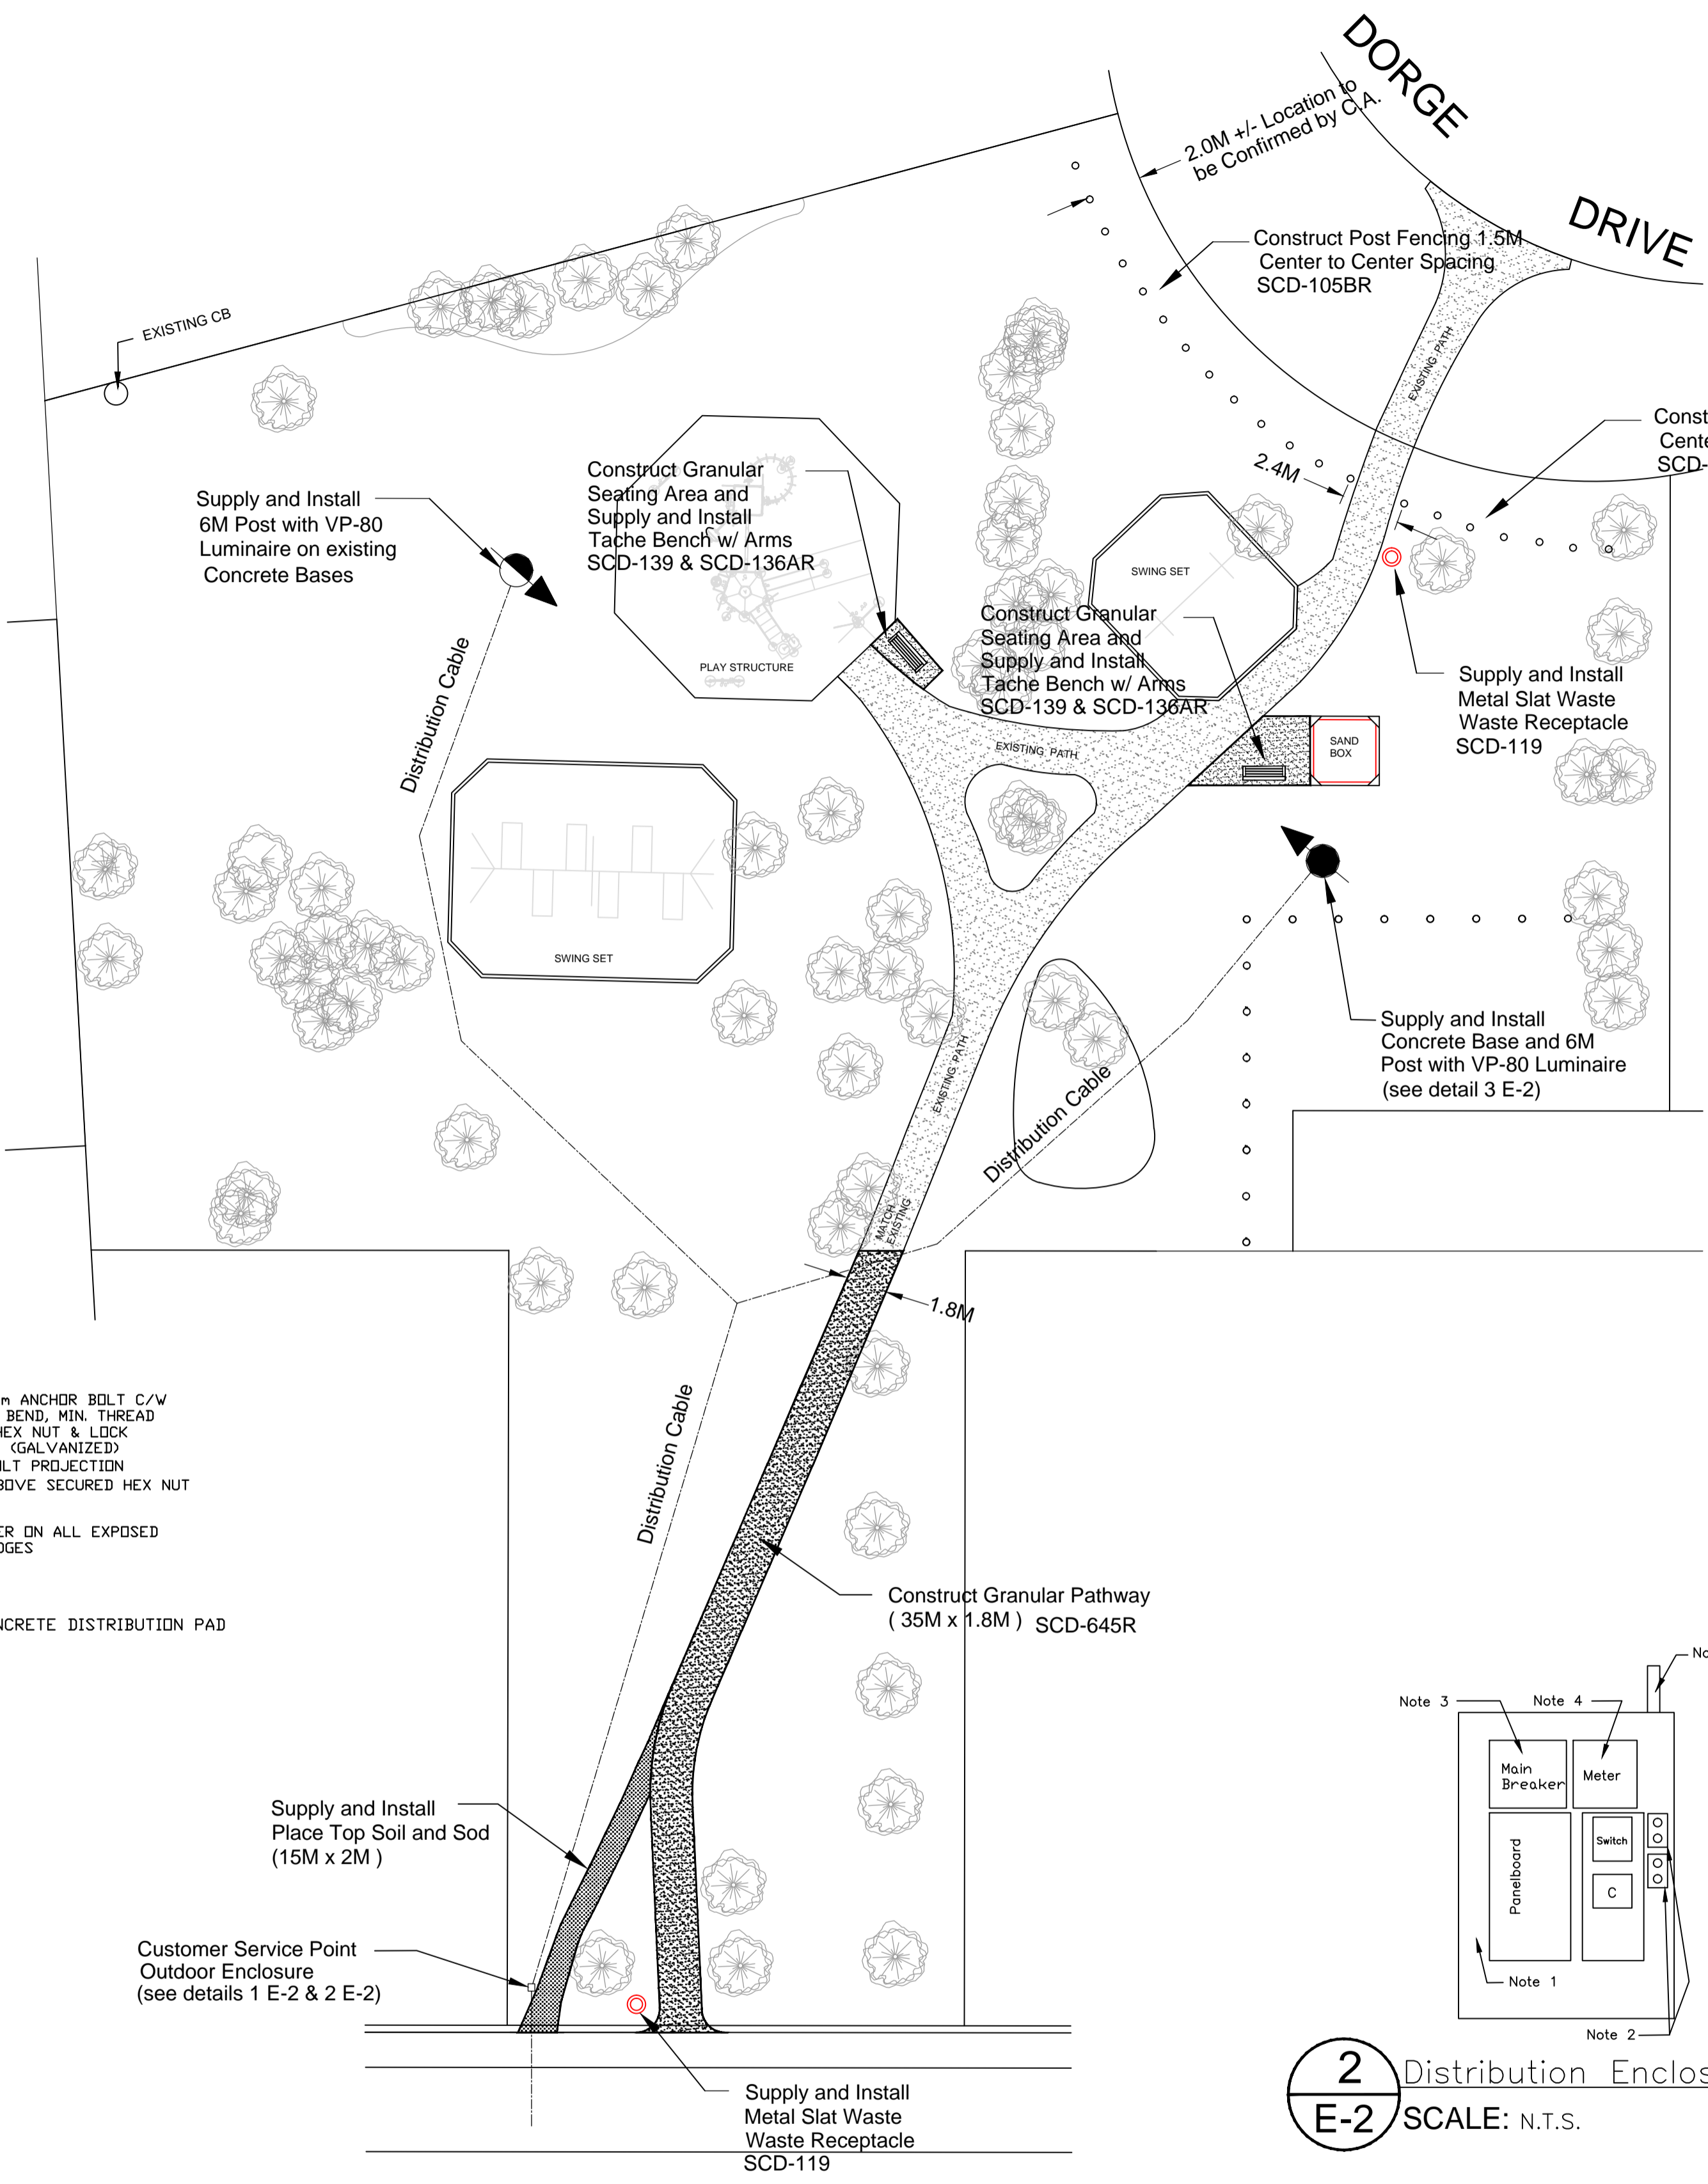 DORGE
DRIVE
2.0M +/- Location to
be Confirmed by C.A.
Construct Post Fencing 1.5M
Center to Center Spacing
SCD-105BR
EXISTING CB
EXISTING PATH
2.4M
SCD-
Supply and Install
6M Post with VP-80
Luminaire on existing
Concrete Bases
Construct Granular
Seating Area and
Supply and Install
Tache Bench w/ Arms
SCD-139 & SCD-136AR
PLAY STRUCTURE
SWING SET
Construct Granular
Seating Area and
Supply and Install
Tache Bench w/ Arms
SCD-139 & SCD-136AR
Supply and Install
Metal Slat Waste
Waste Receptacle
SCD-119
SAND
BOX
EXISTING PATH
Distribution Cable
SWING SET
Supply and Install
Concrete Base and 6M
Post with VP-80 Luminaire
(see detail 3 E-2)
EXISTING PATH
Distribution Cable
MATCH
EXISTING
1.8M
m ANCHOR BOLT C/W
BEND, MIN. THREAD
HEX NUT & LOCK
(GALVANIZED)
LT PROJECTION
BOVE SECURED HEX NUT
ER ON ALL EXPOSED
DGES
NCRETE DISTRIBUTION PAD
Distribution Cable
Construct Granular Pathway
( 35M x 1.8M ) SCD-645R
Supply and Install
Place Top Soil and Sod
(15M x 2M )
Customer Service Point
Outdoor Enclosure
(see details 1 E-2 & 2 E-2)
Supply and Install
Metal Slat Waste
Waste Receptacle
SCD-119
Note 3
Note 4
Main
Breaker
Meter
Panelboard
Switch
C
Note 1
Note 2
2
E-2
Distribution Enclos
SCALE: N.T.S.